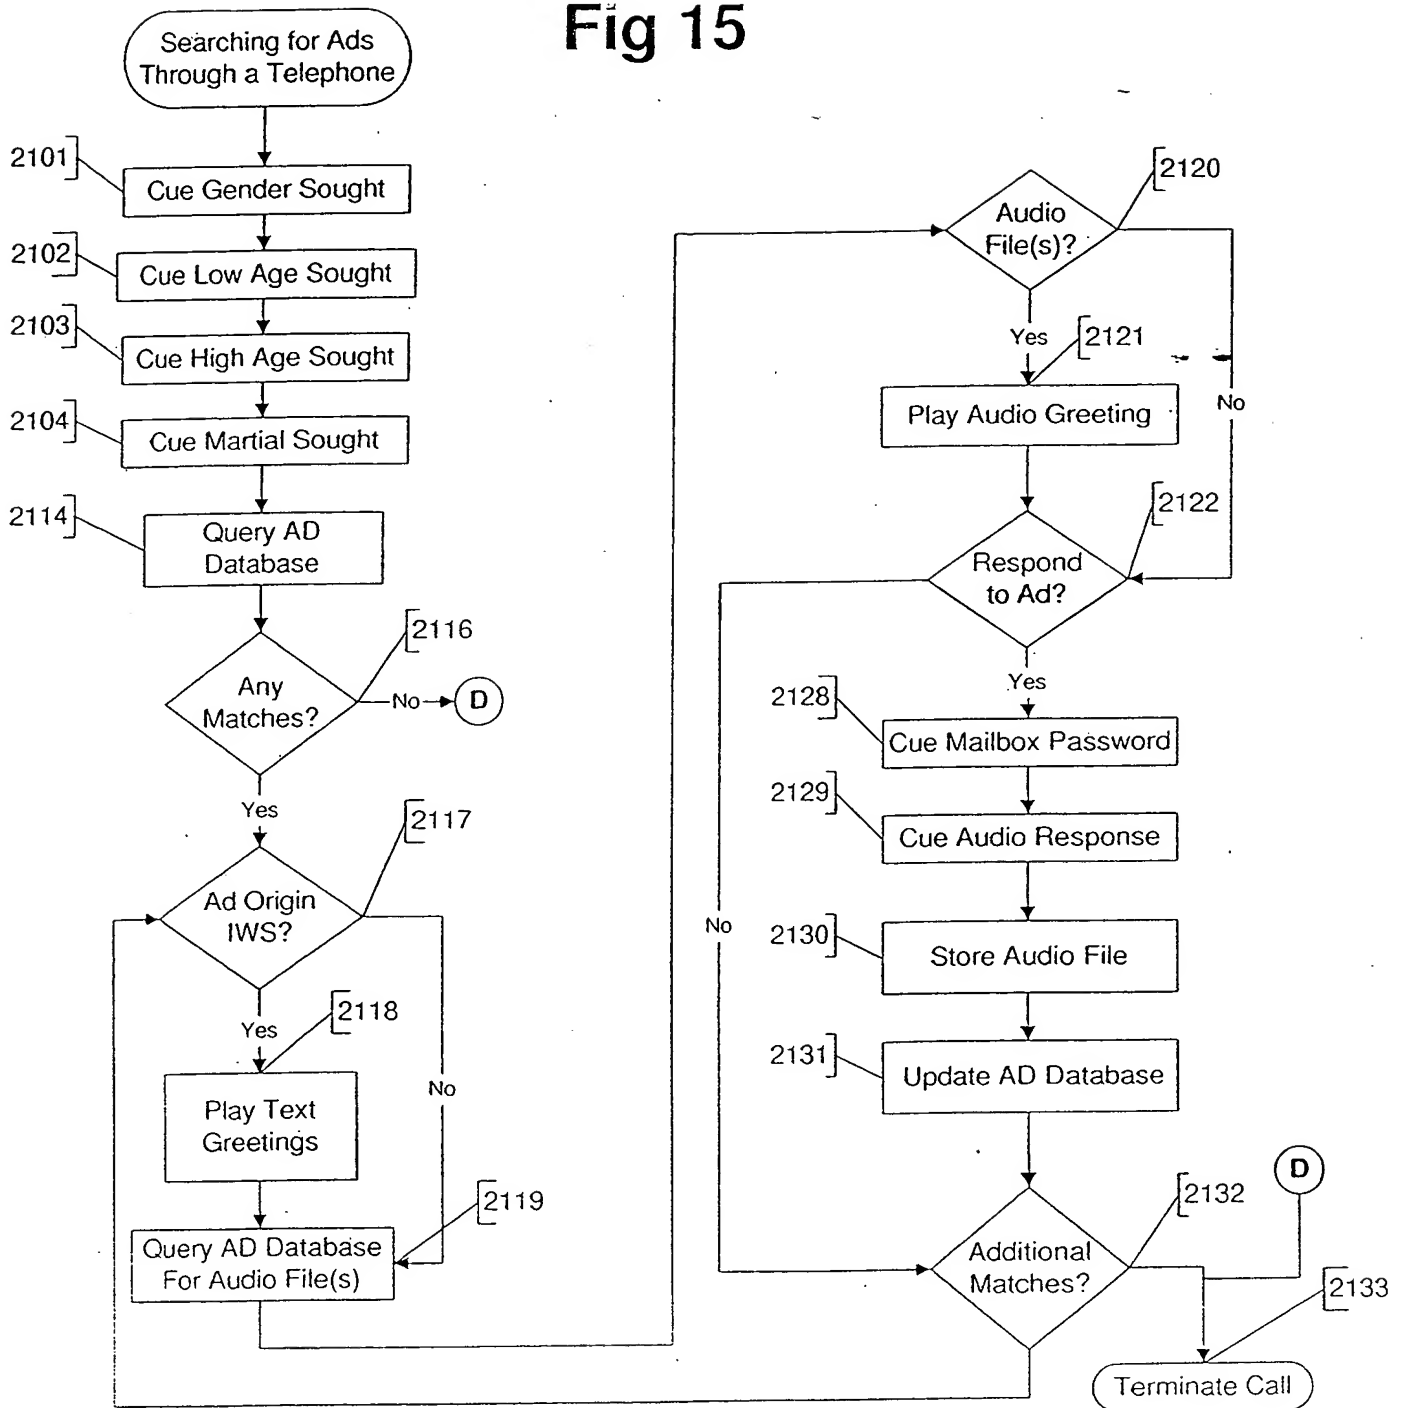 Fig 15
Searching for Ads
Through a Telephone
2101
Cue Gender Sought
2102
Cue Low Age Sought
2103
Cue High Age Sought
2104
Cue Martial Sought
2114
Query AD
Database
2116
Any
Matches?
No
D
Yes
2117
Ad Origin
IWS?
Yes
2118
No
Play Text
Greetings
2119
Query AD Database
For Audio File(s)
2120
Audio
File(s)?
Yes
2121
No
Play Audio Greeting
2122
Respond
to Ad?
Yes
No
2128
Cue Mailbox Password
2129
Cue Audio Response
2130
Store Audio File
2131
Update AD Database
2132
D
Additional
Matches?
2133
Terminate Call